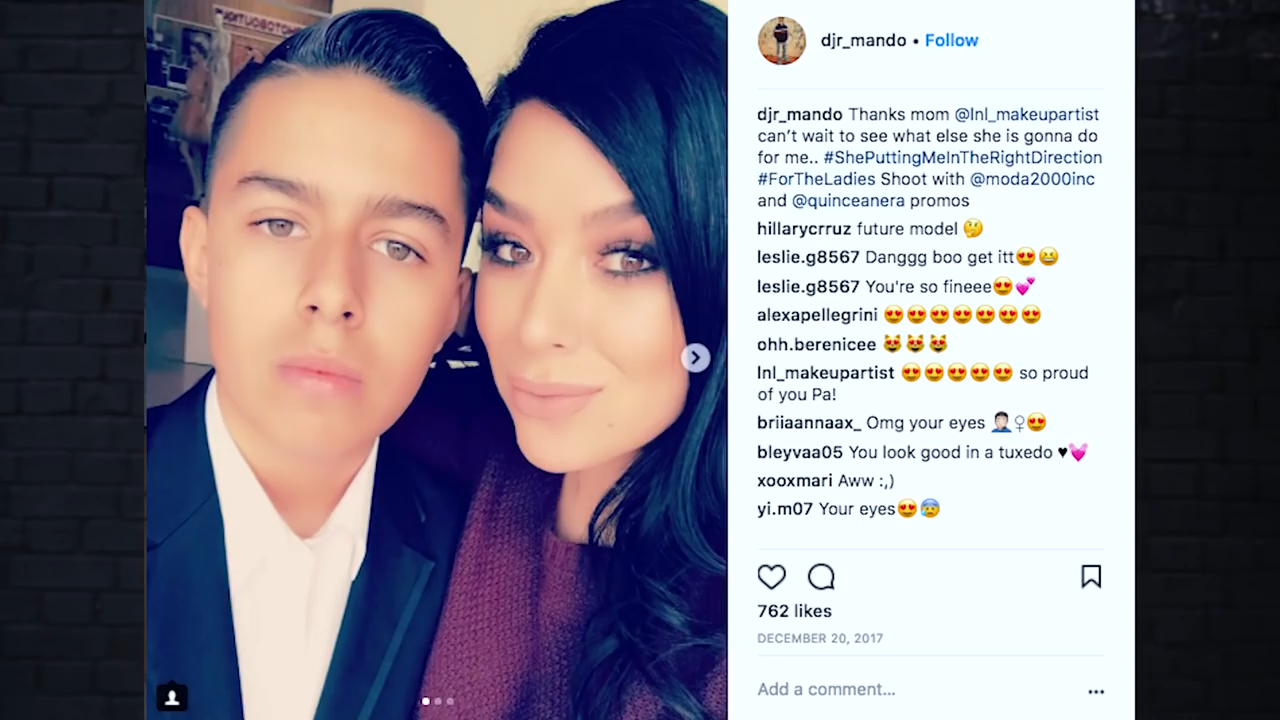 djr_mando • Follow
djr_mando Thanks mom @lnl_makeupartist
can't wait to see what else she is gonna do
for me.. #ShePuttingMeInTheRightDirection
#ForTheLadies Shoot with @moda2000inc
and @quinceanera promos
hillarycrruz future model 🤔
leslie.g8567 Danggg boo get itt😍😆
leslie.g8567 You're so fineee😍💕
alexapellegrini 😍😍😍😍😍😍😍
ohh.berenicee 😻😻😻
lnl_makeupartist 😍😍😍😍😍 so proud
of you Pa!
briiaannaax_ Omg your eyes 🤦🏻♀😍
bleyvaa05 You look good in a tuxedo ♥💓
xooxmari Aww :,)
yi.m07 Your eyes😍😰
762 likes
DECEMBER 20, 2017
Add a comment...